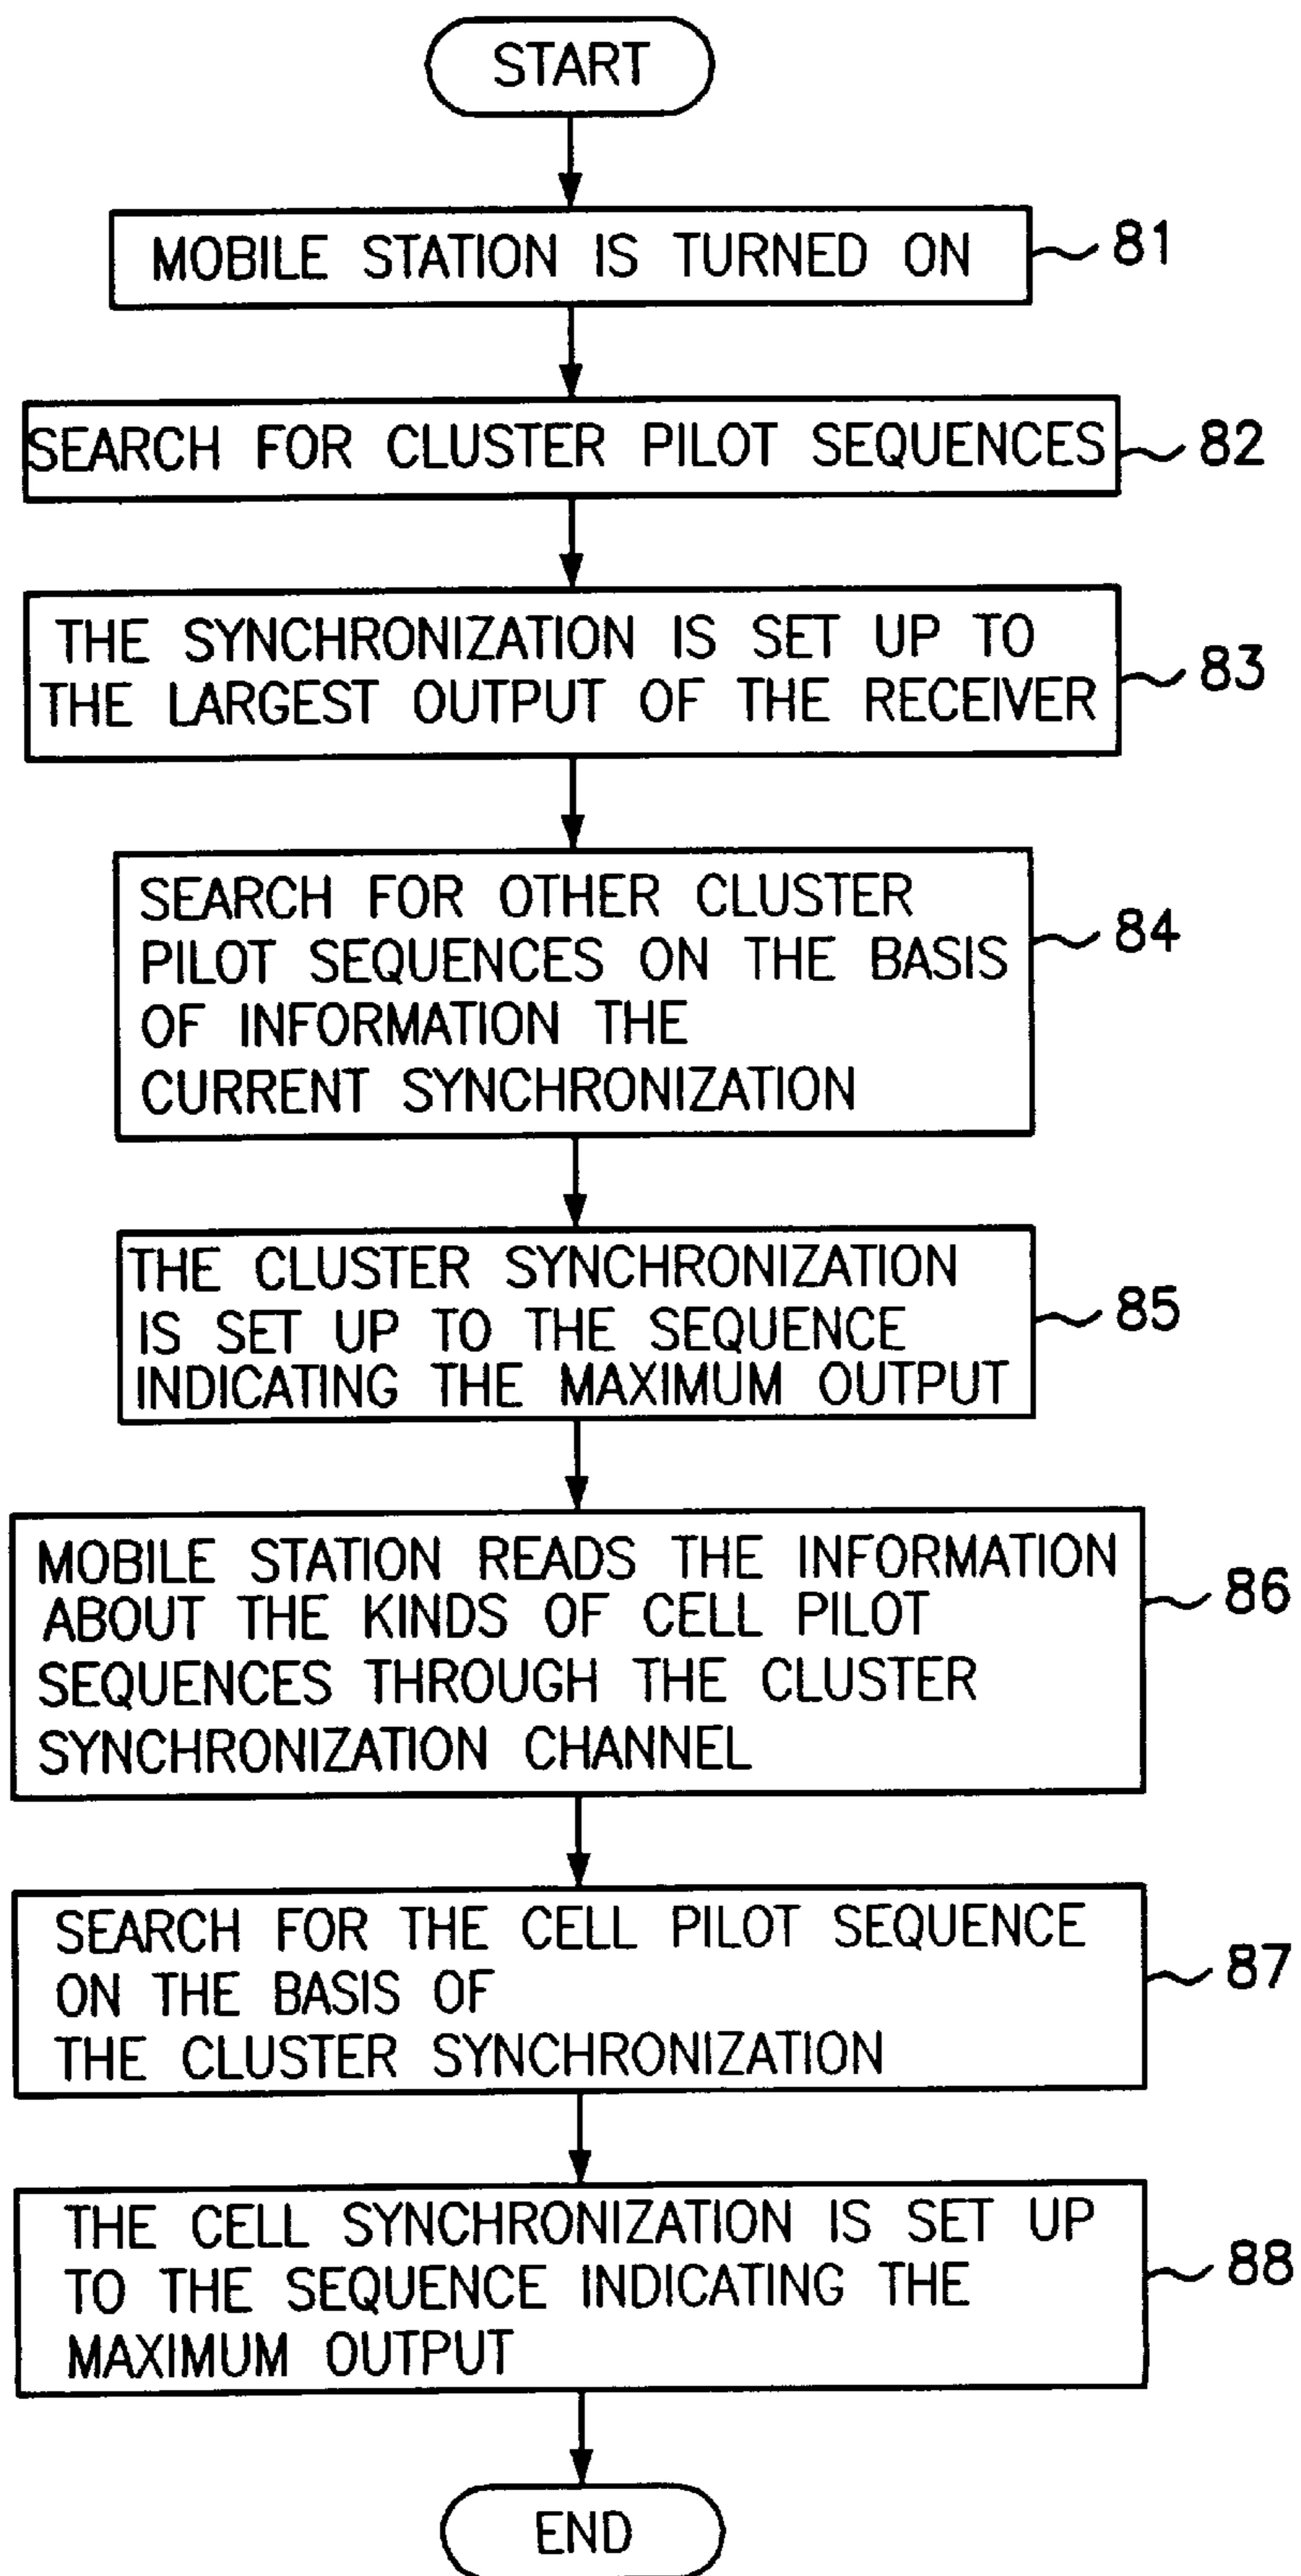 START
MOBILE STATION IS TURNED ON
81
SEARCH FOR CLUSTER PILOT SEQUENCES
82
THE SYNCHRONIZATION IS SET UP TO
THE LARGEST OUTPUT OF THE RECEIVER
83
SEARCH FOR OTHER CLUSTER
PILOT SEQUENCES ON THE BASIS
OF INFORMATION THE
CURRENT SYNCHRONIZATION
84
THE CLUSTER SYNCHRONIZATION
IS SET UP TO THE SEQUENCE
INDICATING THE MAXIMUM OUTPUT
85
MOBILE STATION READS THE INFORMATION
ABOUT THE KINDS OF CELL PILOT
SEQUENCES THROUGH THE CLUSTER
SYNCHRONIZATION CHANNEL
86
SEARCH FOR THE CELL PILOT SEQUENCE
ON THE BASIS OF
THE CLUSTER SYNCHRONIZATION
87
THE CELL SYNCHRONIZATION IS SET UP
TO THE SEQUENCE INDICATING THE
MAXIMUM OUTPUT
88
END